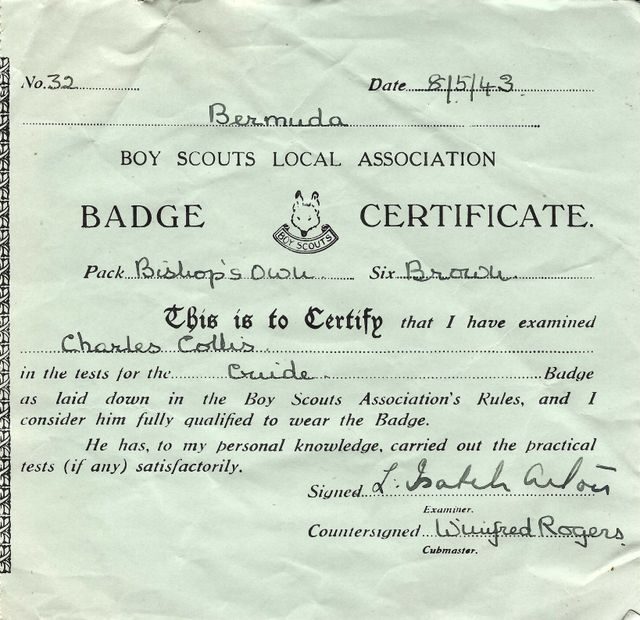 No. 32 Date 8/5/43
Bermuda
BOY SCOUTS LOCAL ASSOCIATION
BADGE CERTIFICATE.
BOY SCOUTS
Pack Bishop's Own Six Brown
This is to Certify that I have examined
Charles Collis
in the tests for the Guide Badge
as laid down in the Boy Scouts Association's Rules, and I
consider him fully qualified to wear the Badge.
He has, to my personal knowledge, carried out the practical
tests (if any) satisfactorily.
Signed L.
Examiner.
Countersigned Winifred Rogers
Cubmaster.